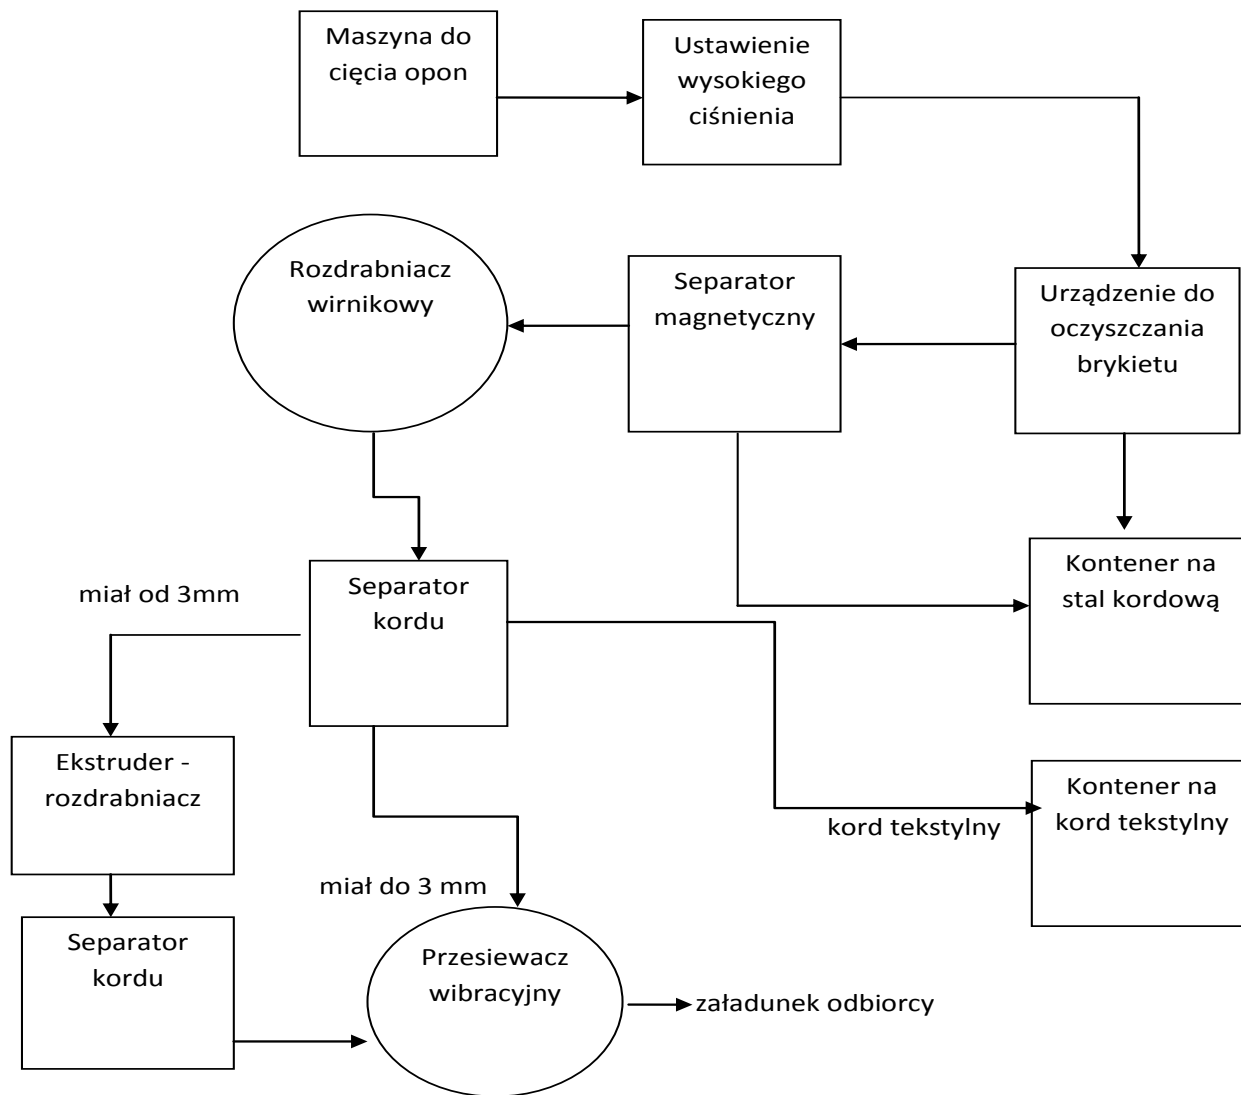 Maszyna do
cięcia opon
Ustawienie
wysokiego
ciśnienia
Rozdrabniacz
wirnikowy
Separator
magnetyczny
Urządzenie do
oczyszczania
brykietu
miał od 3mm
Separator
kordu
Kontener na
stal kordową
Ekstruder -
rozdrabniacz
kord tekstylny
Kontener na
kord tekstylny
miał do 3 mm
Separator
kordu
Przesiewacz
wibracyjny
załadunek odbiorcy